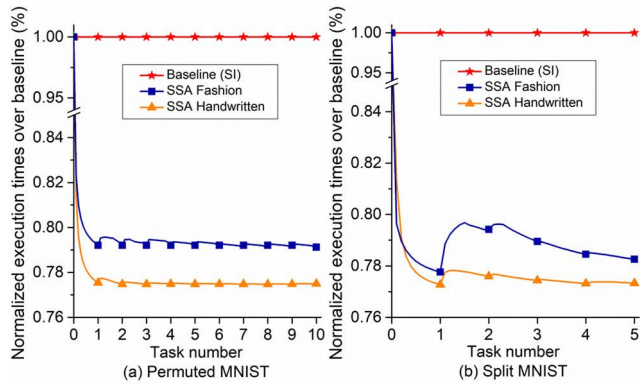 Normalized execution times over baseline (%)
1.00
0.95
0.84
0.82
0.80
0.78
0.76
Baseline (SI)
SSA Fashion
SSA Handwritten
0 1 2 3 4 5 6 7 8 9 10
Task number
(a) Permuted MNIST
Normalized execution times over baseline (%)
1.00
0.95
0.84
0.82
0.80
0.78
0.76
Baseline (SI)
SSA Fashion
SSA Handwritten
0 1 2 3 4 5
Task number
(b) Split MNIST